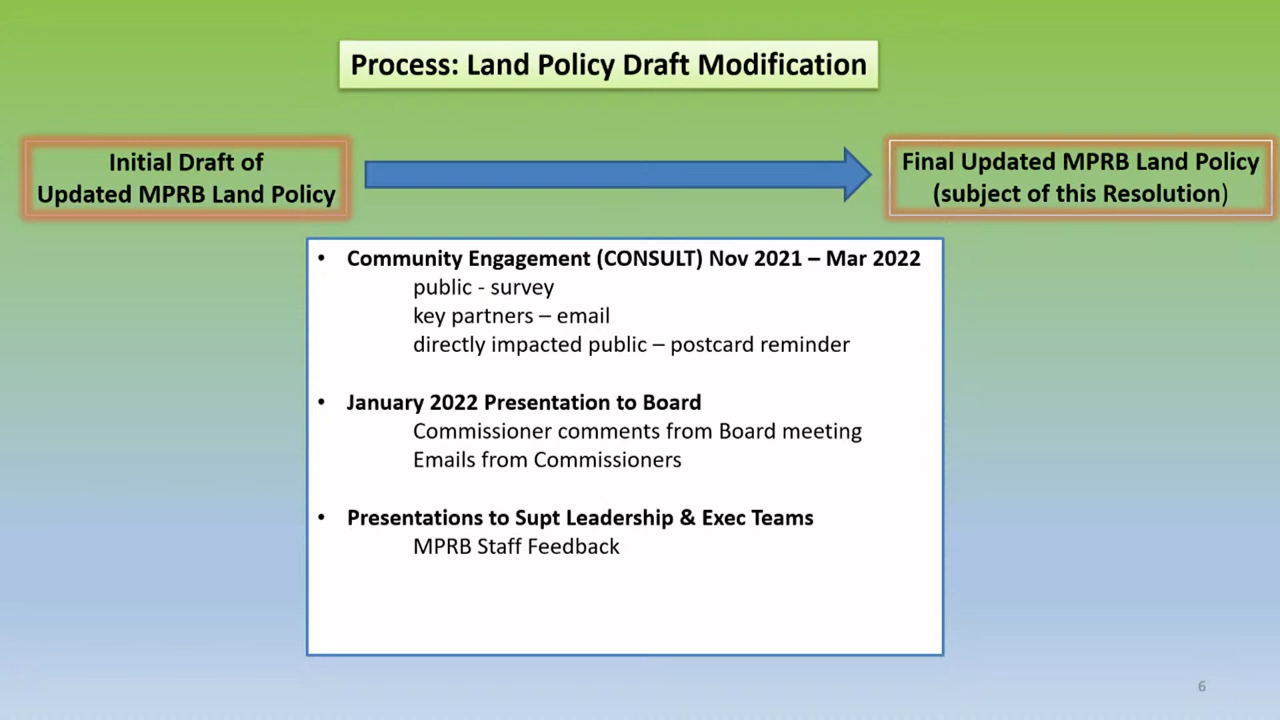 Process: Land Policy Draft Modification
Initial Draft of
Updated MPRB Land Policy
Final Updated MPRB Land Policy
(subject of this Resolution)
• Community Engagement (CONSULT) Nov 2021 – Mar 2022
public - survey
key partners – email
directly impacted public – postcard reminder
• January 2022 Presentation to Board
Commissioner comments from Board meeting
Emails from Commissioners
• Presentations to Supt Leadership & Exec Teams
MPRB Staff Feedback
6